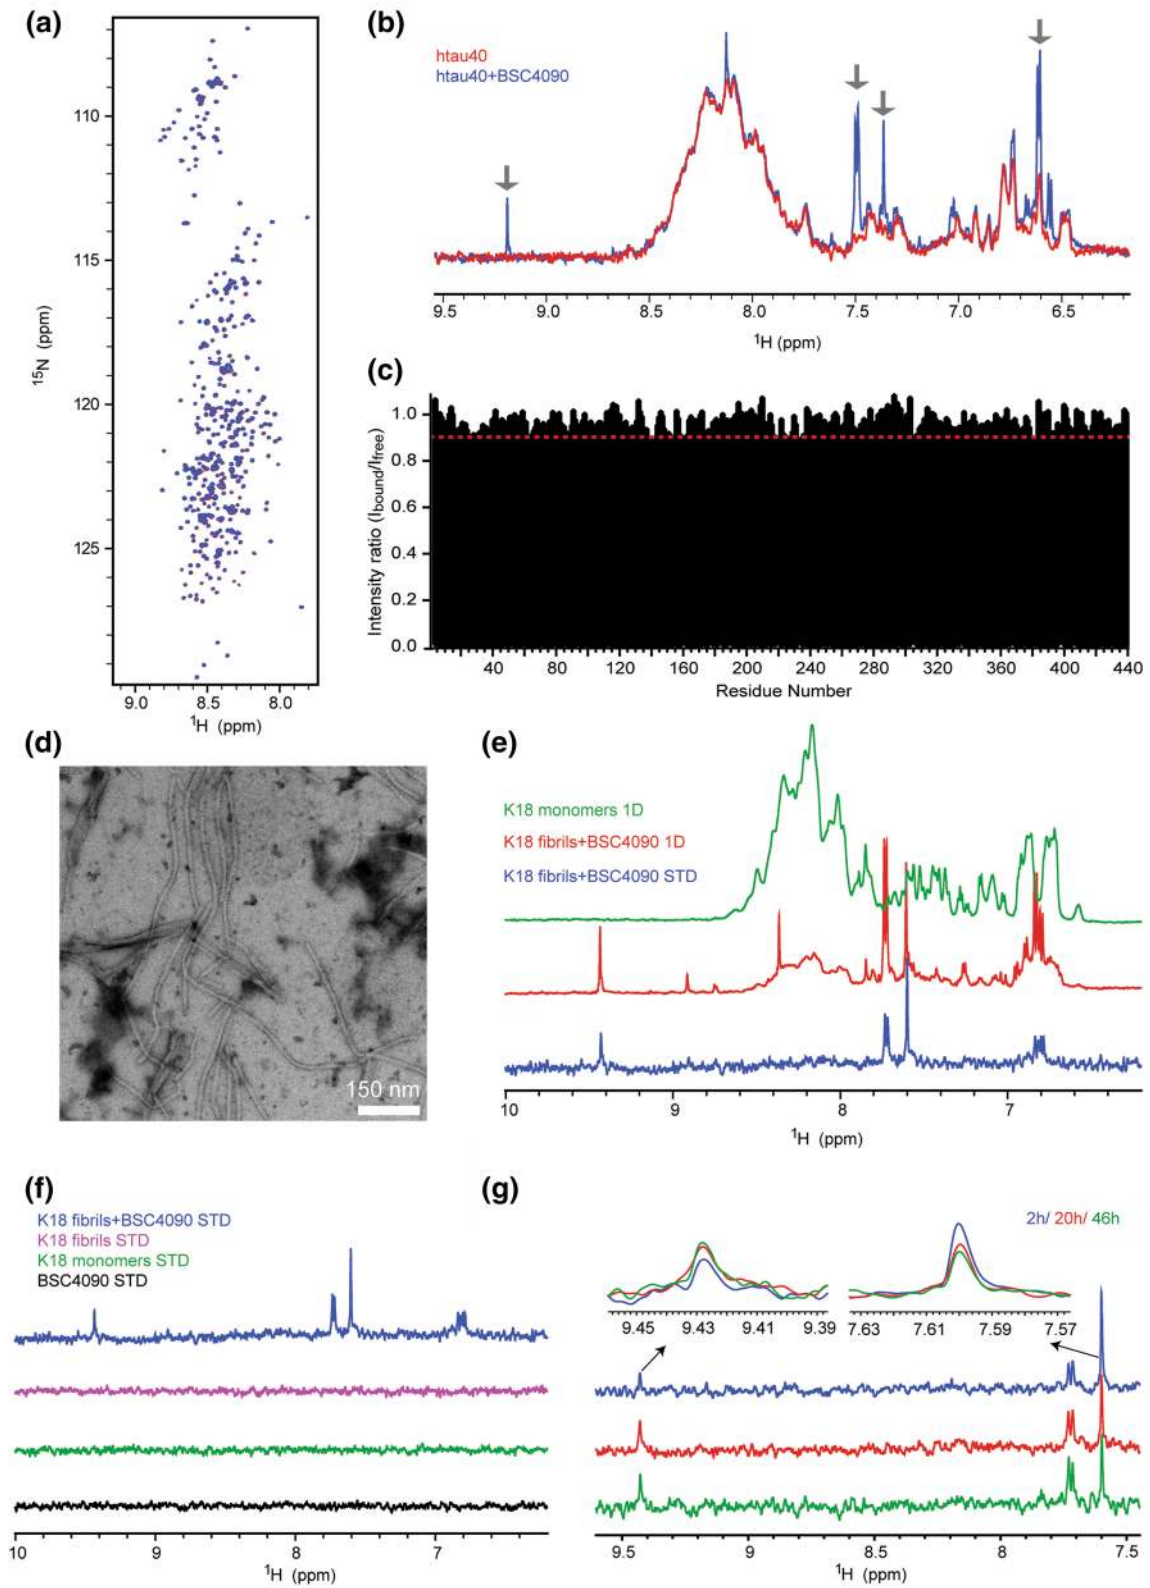 (a)
110
115
120
125
15N (ppm)
9.0 8.5 8.0
1H (ppm)
(b)
htau40
htau40+BSC4090
9.5 9.0 8.5 8.0 7.5 7.0 6.5
1H (ppm)
(c)
1.0
0.8
0.6
0.4
0.2
0.0
Intensity ratio (Ibound/Ifree)
40 80 120 160 200 240 280 320 360 400 440
Residue Number
(d)
150 nm
(e)
K18 monomers 1D
K18 fibrils+BSC4090 1D
K18 fibrils+BSC4090 STD
10 9 8 7
1H (ppm)
(f)
K18 fibrils+BSC4090 STD
K18 fibrils STD
K18 monomers STD
BSC4090 STD
10 9 8 7
1H (ppm)
(g)
2h/ 20h/ 46h
9.45 9.43 9.41 9.39
7.63 7.61 7.59 7.57
9.5 9 8.5 8 7.5
1H (ppm)